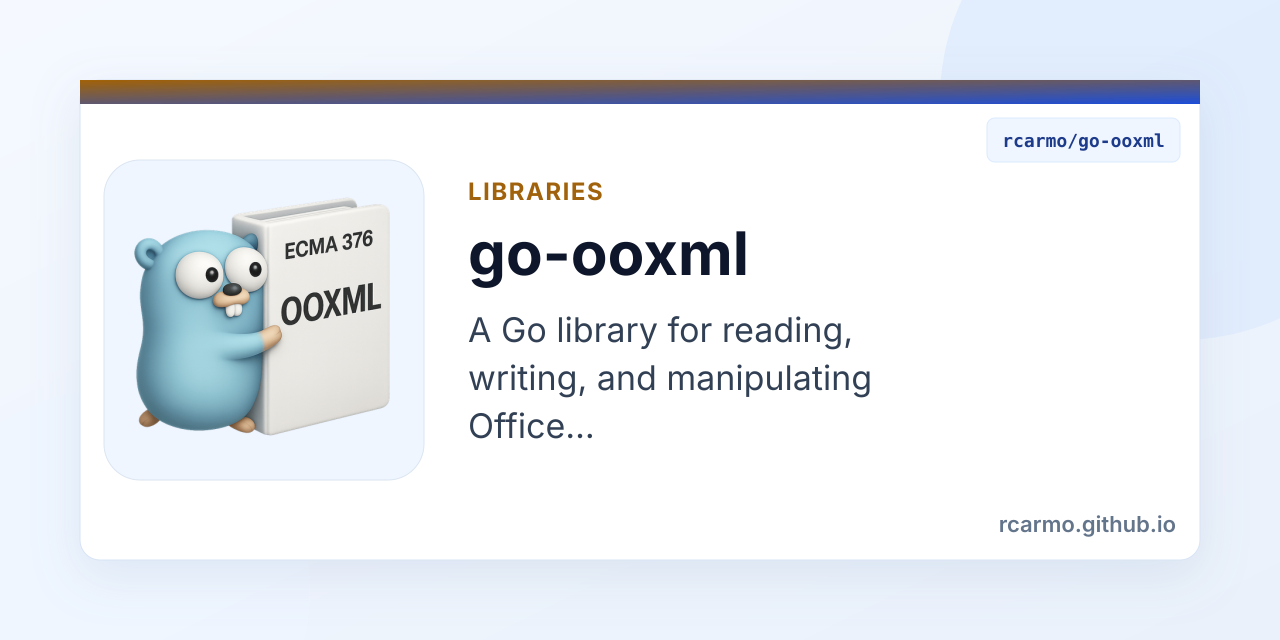 rcarmo/go-ooxml
ECMA 376
OOXML
LIBRARIES
go-ooxml
A Go library for reading,
writing, and manipulating
Office...
rcarmo.github.io